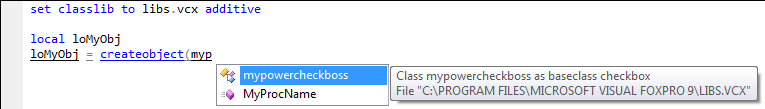 set classlib to libs.vcx additive
local loMyObj
loMyObj = createobject(myp
mypowercheckboss
MyProcName
Class mypowercheckboss as baseclass checkbox
File "C:\PROGRAM FILES\MICROSOFT VISUAL FOXPRO 9\LIBS.VCX"